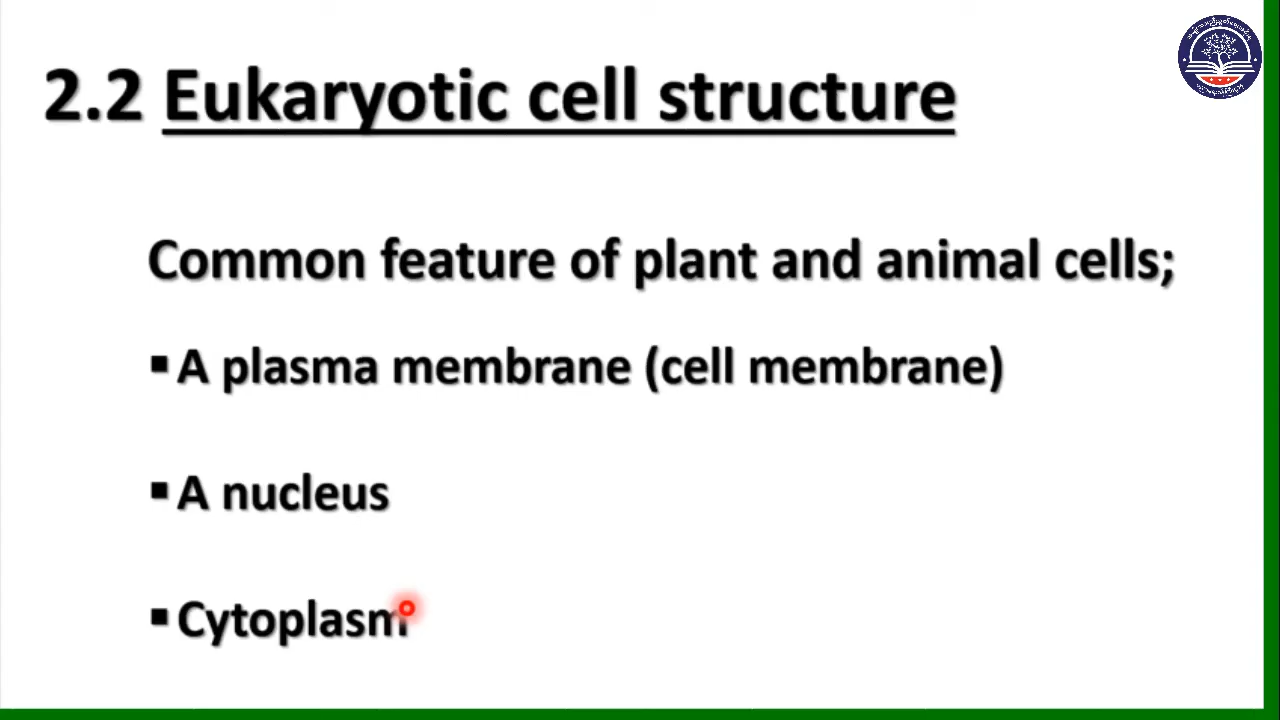 2.2 Eukaryotic cell structure
Common feature of plant and animal cells;
▪ A plasma membrane (cell membrane)
▪ A nucleus
▪ Cytoplasm